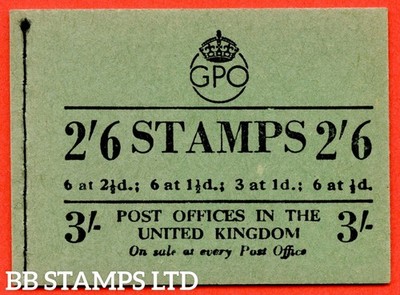 GPO
2'6 STAMPS 2'6
6 at 2½d.; 6 at 1½d.; 3 at 1d.; 6 at ½d.
3/- POST OFFICES IN THE 3/-
UNITED KINGDOM
On sale at every Post Office
BB STAMPS LTD